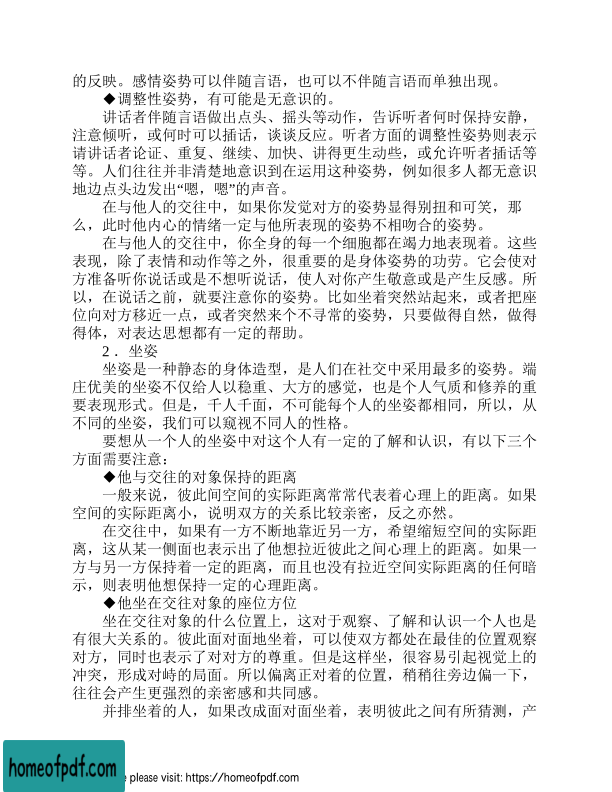 的反映。感情姿势可以伴随言语，也可以不伴随言语而单独出现。
◆调整性姿势，有可能是无意识的。
讲话者伴随言语做出点头、摇头等动作，告诉听者何时保持安静，
注意倾听，或何时可以插话，谈谈反应。听者方面的调整性姿势则表示
请讲话者论证、重复、继续、加快、讲得更生动些，或允许听者插话等
等。人们往往并非清楚地意识到在运用这种姿势，例如很多人都无意识
地边点头边发出“嗯，嗯”的声音。
在与他人的交往中，如果你发觉对方的姿势显得别扭和可笑，那
么，此时他内心的情绪一定与他所表现的姿势不相吻合的姿势。
在与他人的交往中，你全身的每一个细胞都在竭力地表现着。这些
表现，除了表情和动作等之外，很重要的是身体姿势的功劳。它会使对
方准备听你说话或是不想听说话，使人对你产生敬意或是产生反感。所
以，在说话之前，就要注意你的姿势。比如坐着突然站起来，或者把座
位向对方移近一点，或者突然来个不寻常的姿势，只要做得自然，做得
得体，对表达思想都有一定的帮助。
2．坐姿
坐姿是一种静态的身体造型，是人们在社交中采用最多的姿势。端
庄优美的坐姿不仅给人以稳重、大方的感觉，也是个人气质和修养的重
要表现形式。但是，千人千面，不可能每个人的坐姿都相同，所以，从
不同的坐姿，我们可以窥视不同人的性格。
要想从一个人的坐姿中对这个人有一定的了解和认识，有以下三个
方面需要注意：
◆他与交往的对象保持的距离
一般来说，彼此间空间的实际距离常常代表着心理上的距离。如果
空间的实际距离小，说明双方的关系比较亲密，反之亦然。
在交往中，如果有一方不断地靠近另一方，希望缩短空间的实际距
离，这从某一侧面也表示出了他想拉近彼此之间心理上的距离。如果一
方与另一方保持着一定的距离，而且也没有拉近空间实际距离的任何暗
示，则表明他想保持一定的心理距离。
◆他坐在交往对象的座位方位
坐在交往对象的什么位置上，这对于观察、了解和认识一个人也是
有很大关系的。彼此面对面地坐着，可以使双方都处在最佳的位置观察
对方，同时也表示了对对方的尊重。但是这样坐，很容易引起视觉上的
冲突，形成对峙的局面。所以偏离正对着的位置，稍稍往旁边偏一下，
往往会产生更强烈的亲密感和共同感。
并排坐着的人，如果改成面对面坐着，表明彼此之间有所猜测，产
homeofpdf.com
please visit: https://homeofpdf.com